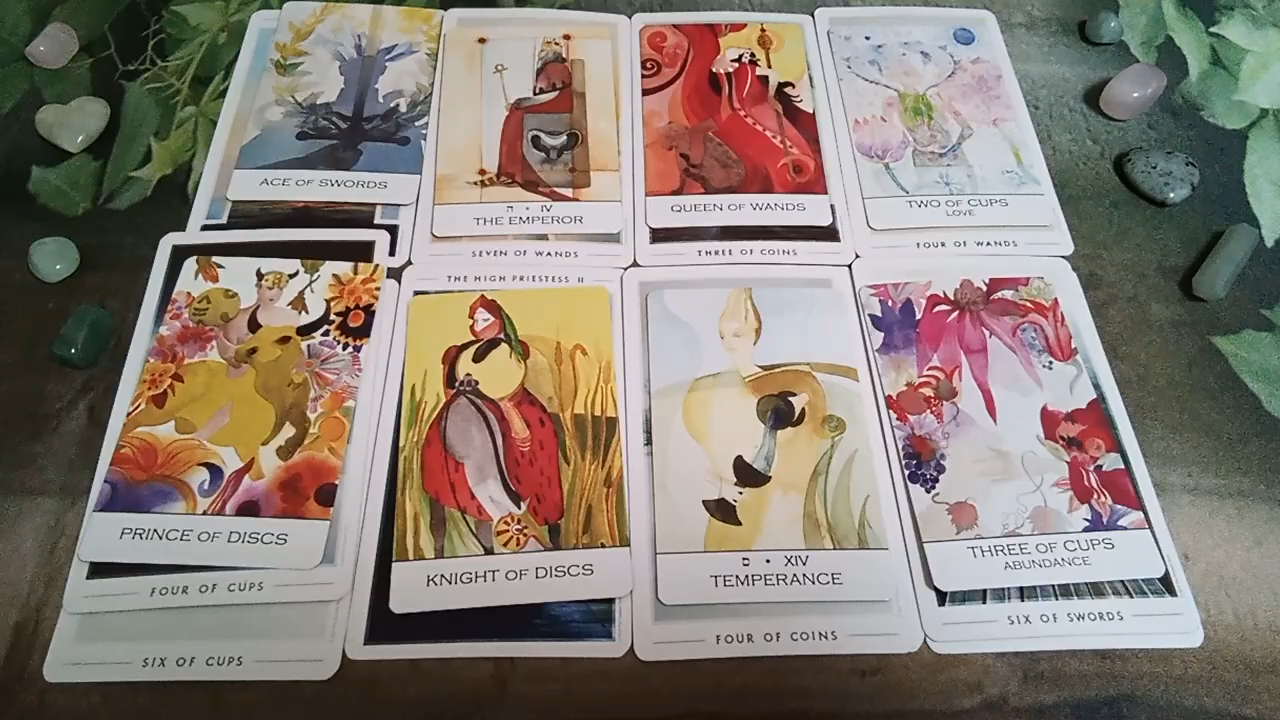 ACE OF SWORDS
ה • IV
THE EMPEROR
SEVEN OF WANDS
QUEEN OF WANDS
THREE OF COINS
TWO OF CUPS
LOVE
FOUR OF WANDS
PRINCE OF DISCS
FOUR OF CUPS
SIX OF CUPS
THE HIGH PRIESTESS II
KNIGHT OF DISCS
ס • XIV
TEMPERANCE
FOUR OF COINS
THREE OF CUPS
ABUNDANCE
SIX OF SWORDS